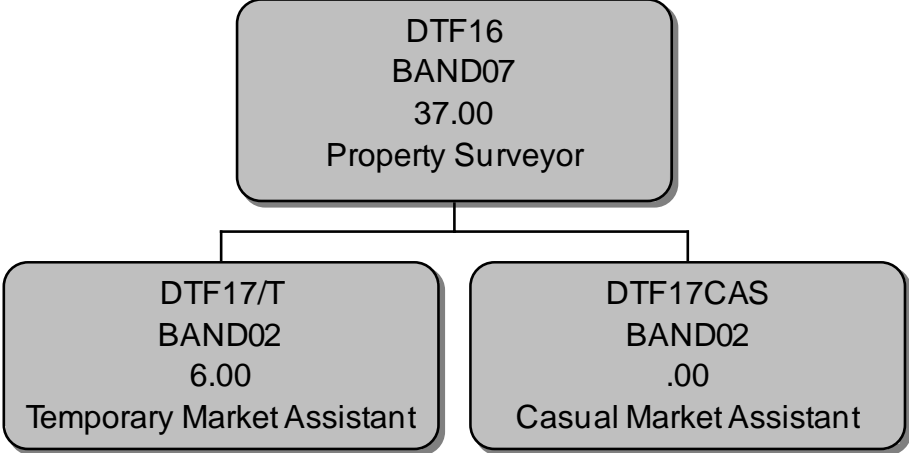 DTF16
BAND07
37.00
Property Surveyor
DTF17/T
BAND02
6.00
Temporary Market Assistant
DTF17CAS
BAND02
.00
Casual Market Assistant